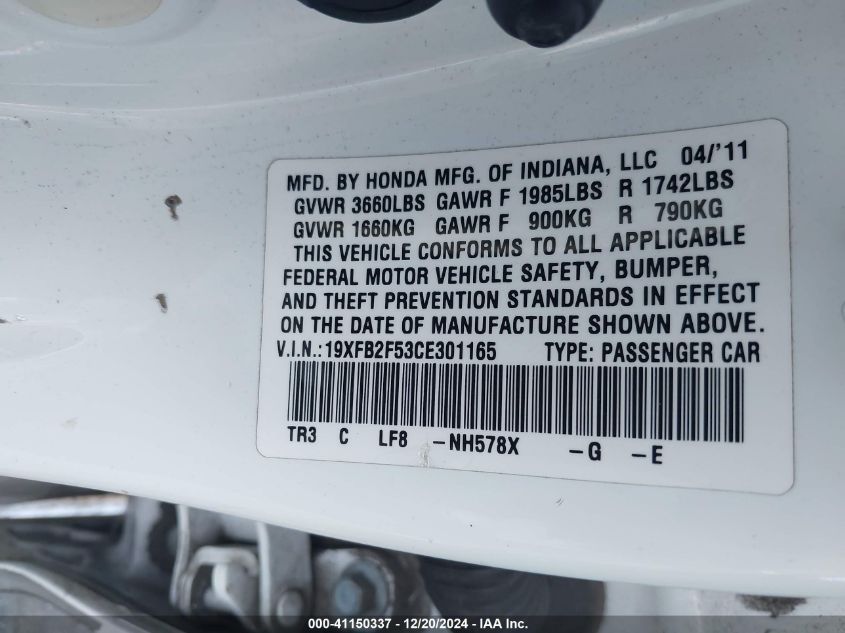 MFD. BY HONDA MFG. OF INDIANA, LLC 04/'11
GVWR 3660LBS GAWR F 1985LBS R 1742LBS
GVWR 1660KG GAWR F 900KG R 790KG
THIS VEHICLE CONFORMS TO ALL APPLICABLE
FEDERAL MOTOR VEHICLE SAFETY, BUMPER,
AND THEFT PREVENTION STANDARDS IN EFFECT
ON THE DATE OF MANUFACTURE SHOWN ABOVE.
V.I.N.:19XFB2F53CE301165 TYPE: PASSENGER CAR
TR3 C LF8 -NH578X -G -E
000-41150337 - 12/20/2024 - IAA Inc.